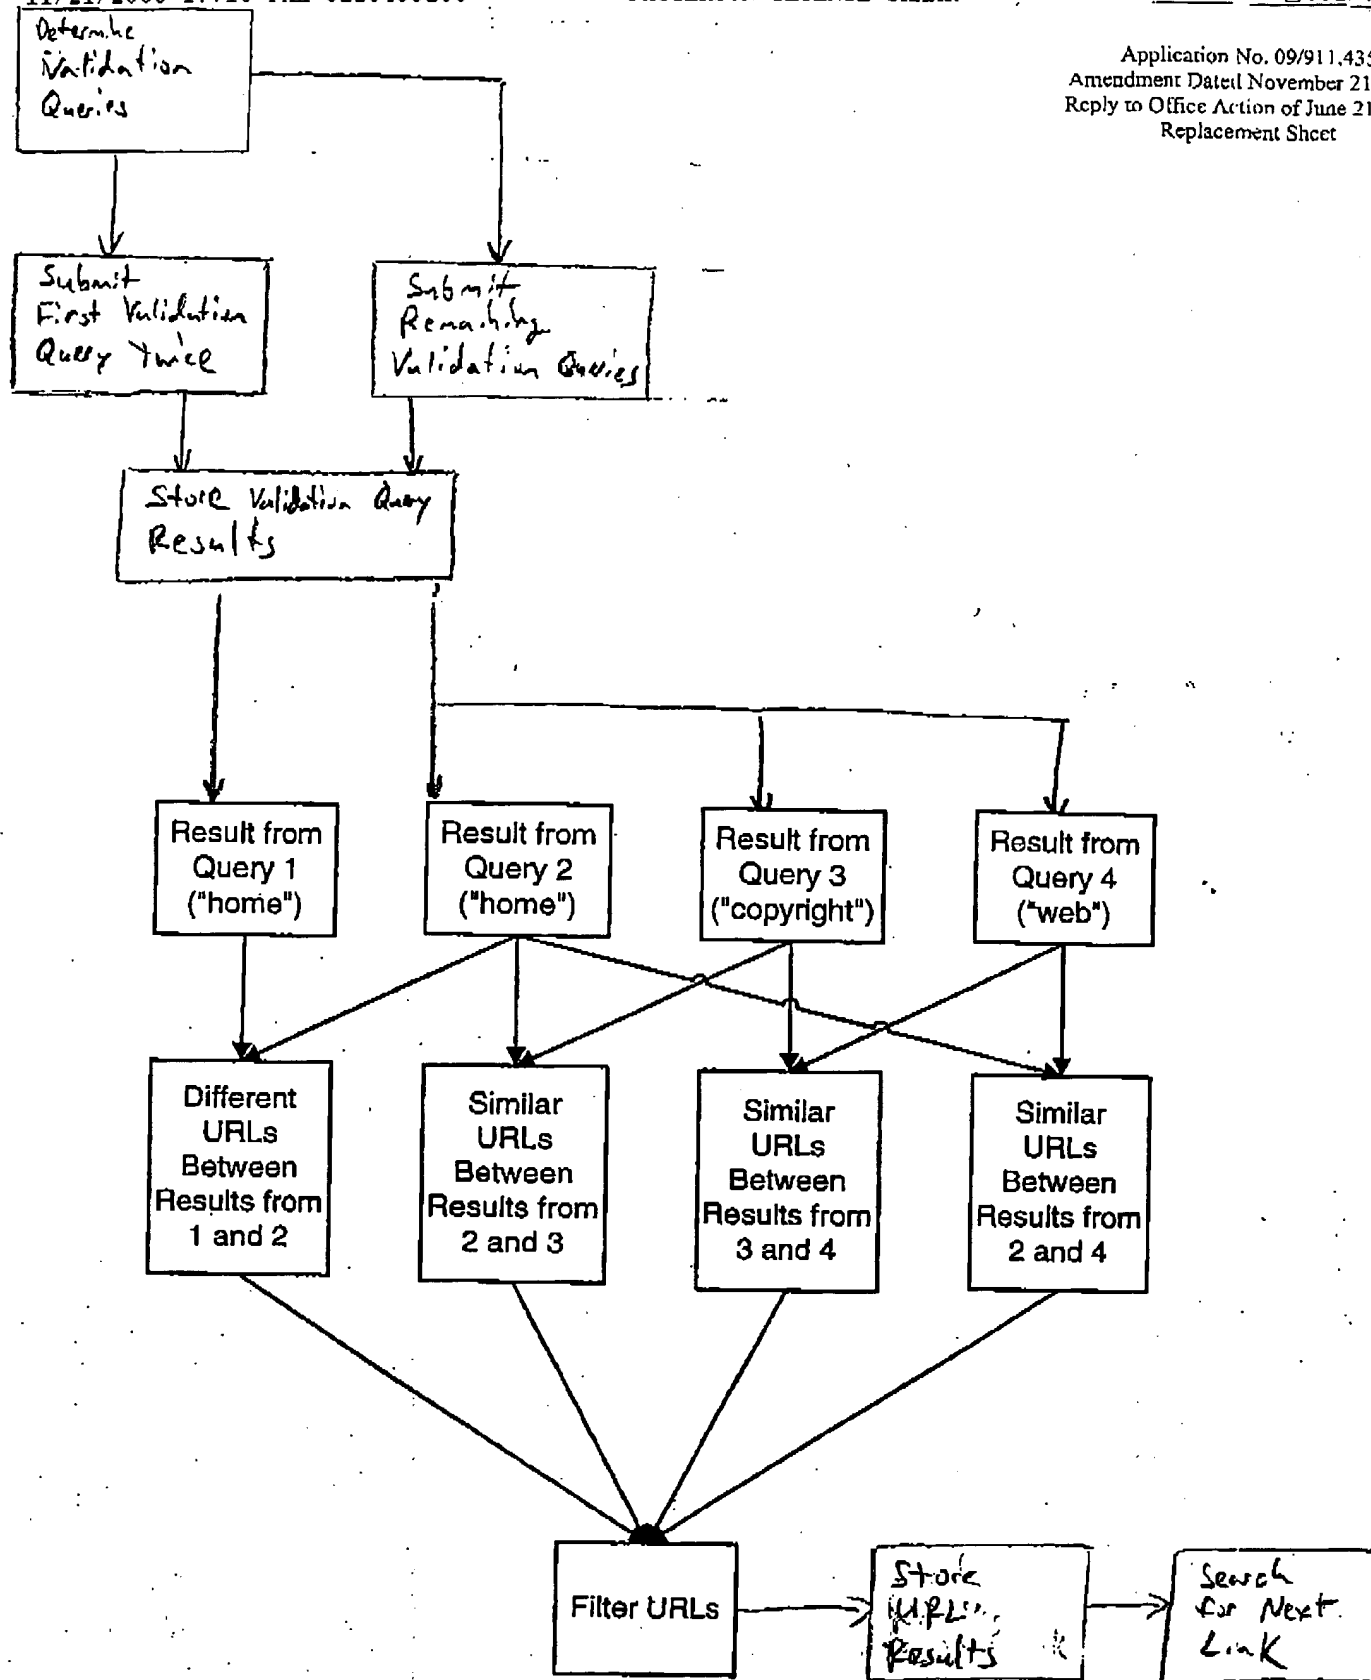 Application No. 09/911,435
Amendment Dated November 21
Reply to Office Action of June 21
Replacement Sheet
Determine
Validation
Queries
Submit
First Validation
Query twice
Submit
Remaining
Validation Queries
Store Validation Query
Results
Result from
Query 1
("home")
Result from
Query 2
("home")
Result from
Query 3
("copyright")
Result from
Query 4
("web")
Different
URLs
Between
Results from
1 and 2
Similar
URLs
Between
Results from
2 and 3
Similar
URLs
Between
Results from
3 and 4
Similar
URLs
Between
Results from
2 and 4
Filter URLs
Store
URL
Results
Search
for Next
Link